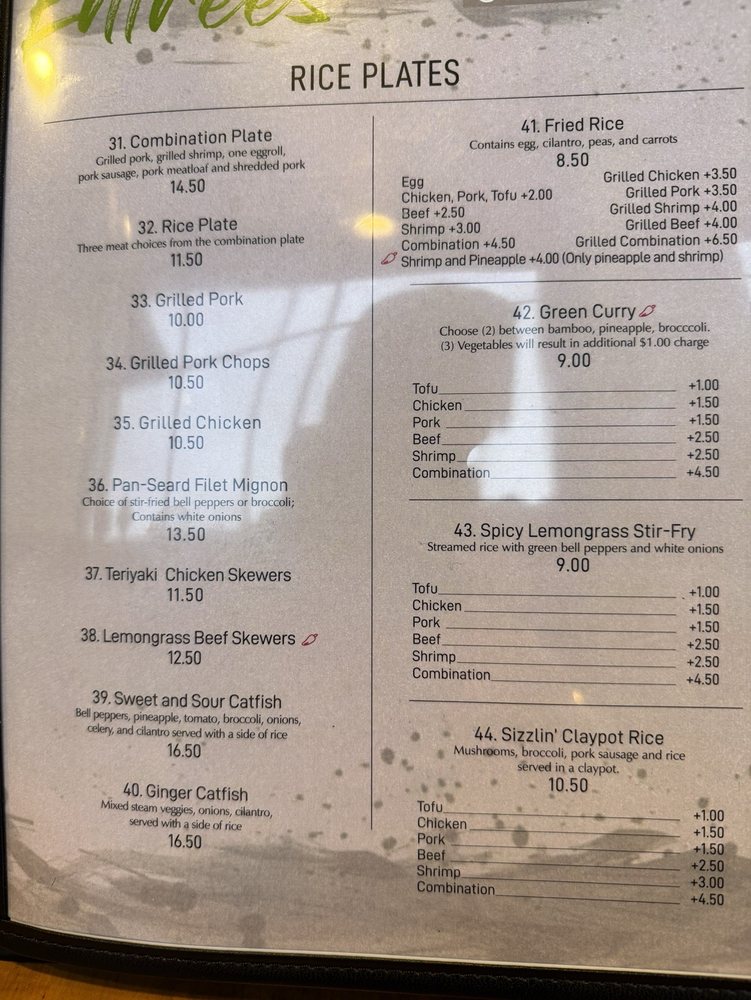 Entrées
RICE PLATES
31. Combination Plate
Grilled pork, grilled shrimp, one eggroll,
pork sausage, pork meatloaf and shredded pork
14.50
32. Rice Plate
Three meat choices from the combination plate
11.50
33. Grilled Pork
10.00
34. Grilled Pork Chops
10.50
35. Grilled Chicken
10.50
36. Pan-Seard Filet Mignon
Choice of stir-fried bell peppers or broccoli;
Contains white onions
13.50
37. Teriyaki Chicken Skewers
11.50
38. Lemongrass Beef Skewers
12.50
39. Sweet and Sour Catfish
Bell peppers, pineapple, tomato, broccoli, onions,
celery, and cilantro served with a side of rice
16.50
40. Ginger Catfish
Mixed steam veggies, onions, cilantro,
served with a side of rice
16.50
41. Fried Rice
Contains egg, cilantro, peas, and carrots
8.50
Egg
Chicken, Pork, Tofu +2.00
Beef +2.50
Shrimp +3.00
Combination +4.50
Grilled Chicken +3.50
Grilled Pork +3.50
Grilled Shrimp +4.00
Grilled Beef +4.00
Grilled Combination +6.50
Shrimp and Pineapple +4.00 (Only pineapple and shrimp)
42. Green Curry
Choose (2) between bamboo, pineapple, brocccoli.
(3) Vegetables will result in additional $1.00 charge
9.00
Tofu +1.00
Chicken +1.50
Pork +1.50
Beef +2.50
Shrimp +2.50
Combination +4.50
43. Spicy Lemongrass Stir-Fry
Streamed rice with green bell peppers and white onions
9.00
Tofu +1.00
Chicken +1.50
Pork +1.50
Beef +2.50
Shrimp +2.50
Combination +4.50
44. Sizzlin' Claypot Rice
Mushrooms, broccoli, pork sausage and rice
served in a claypot.
10.50
Tofu +1.00
Chicken +1.50
Pork +1.50
Beef +2.50
Shrimp +3.00
Combination +4.50